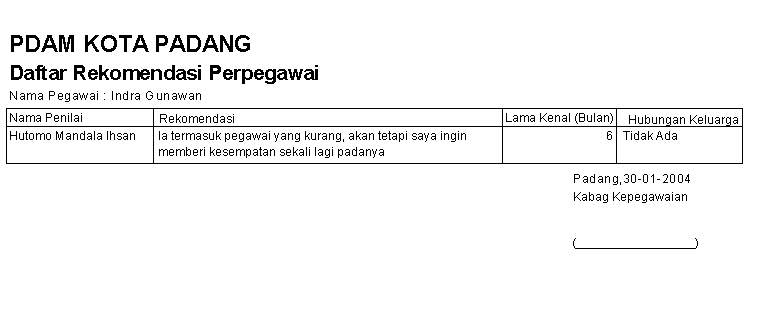 PDAM KOTA PADANG
Daftar Rekomendasi Perpegawai
Nama Pegawai : Indra Gunawan
Nama Penilai Rekomendasi Lama Kenal (Bulan) Hubungan Keluarga
Hutomo Mandala Ihsan Ia termasuk pegawai yang kurang, akan tetapi saya ingin 6 Tidak Ada
memberi kesempatan sekali lagi padanya
Padang,30-01-2004
Kabag Kepegawaian
(__________________)